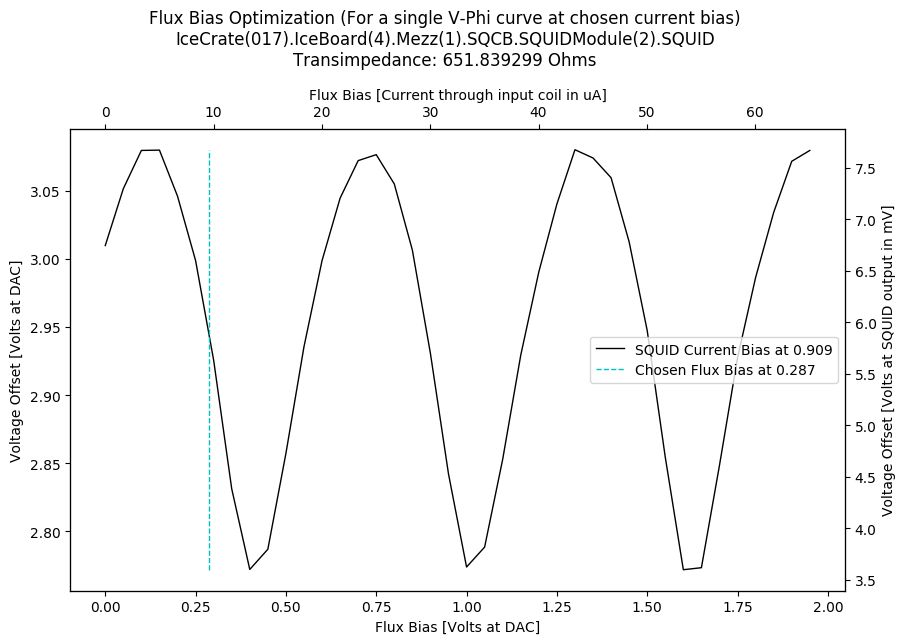 Flux Bias Optimization (For a single V-Phi curve at chosen current bias)
IceCrate(017).IceBoard(4).Mezz(1).SQCB.SQUIDModule(2).SQUID
Transimpedance: 651.839299 Ohms
Flux Bias [Current through input coil in uA]
0 10 20 30 40 50 60
Voltage Offset [Volts at DAC]
3.05
3.00
2.95
2.90
2.85
2.80
7.5
7.0
6.5
6.0
5.5
5.0
4.5
4.0
3.5
Voltage Offset [Volts at SQUID output in mV]
SQUID Current Bias at 0.909
Chosen Flux Bias at 0.287
0.00 0.25 0.50 0.75 1.00 1.25 1.50 1.75 2.00
Flux Bias [Volts at DAC]